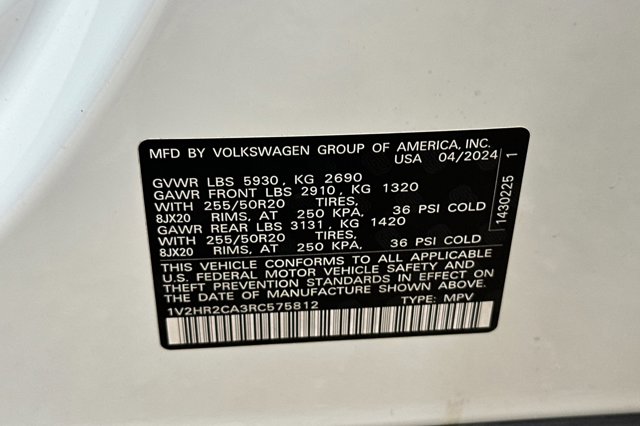 MFD BY VOLKSWAGEN GROUP OF AMERICA, INC.
USA 04/2024
GVWR LBS 5930, KG 2690
GAWR FRONT LBS 2910, KG 1320
WITH 255/50R20 TIRES,
8JX20 RIMS, AT 250 KPA, 36 PSI COLD
GAWR REAR LBS 3131, KG 1420
WITH 255/50R20 TIRES,
8JX20 RIMS, AT 250 KPA, 36 PSI COLD
THIS VEHICLE CONFORMS TO ALL APPLICABLE
U.S. FEDERAL MOTOR VEHICLE SAFETY AND
THEFT PREVENTION STANDARDS IN EFFECT ON
THE DATE OF MANUFACTURE SHOWN ABOVE.
1V2HR2CA3RC575812 TYPE: MPV
1430225 1